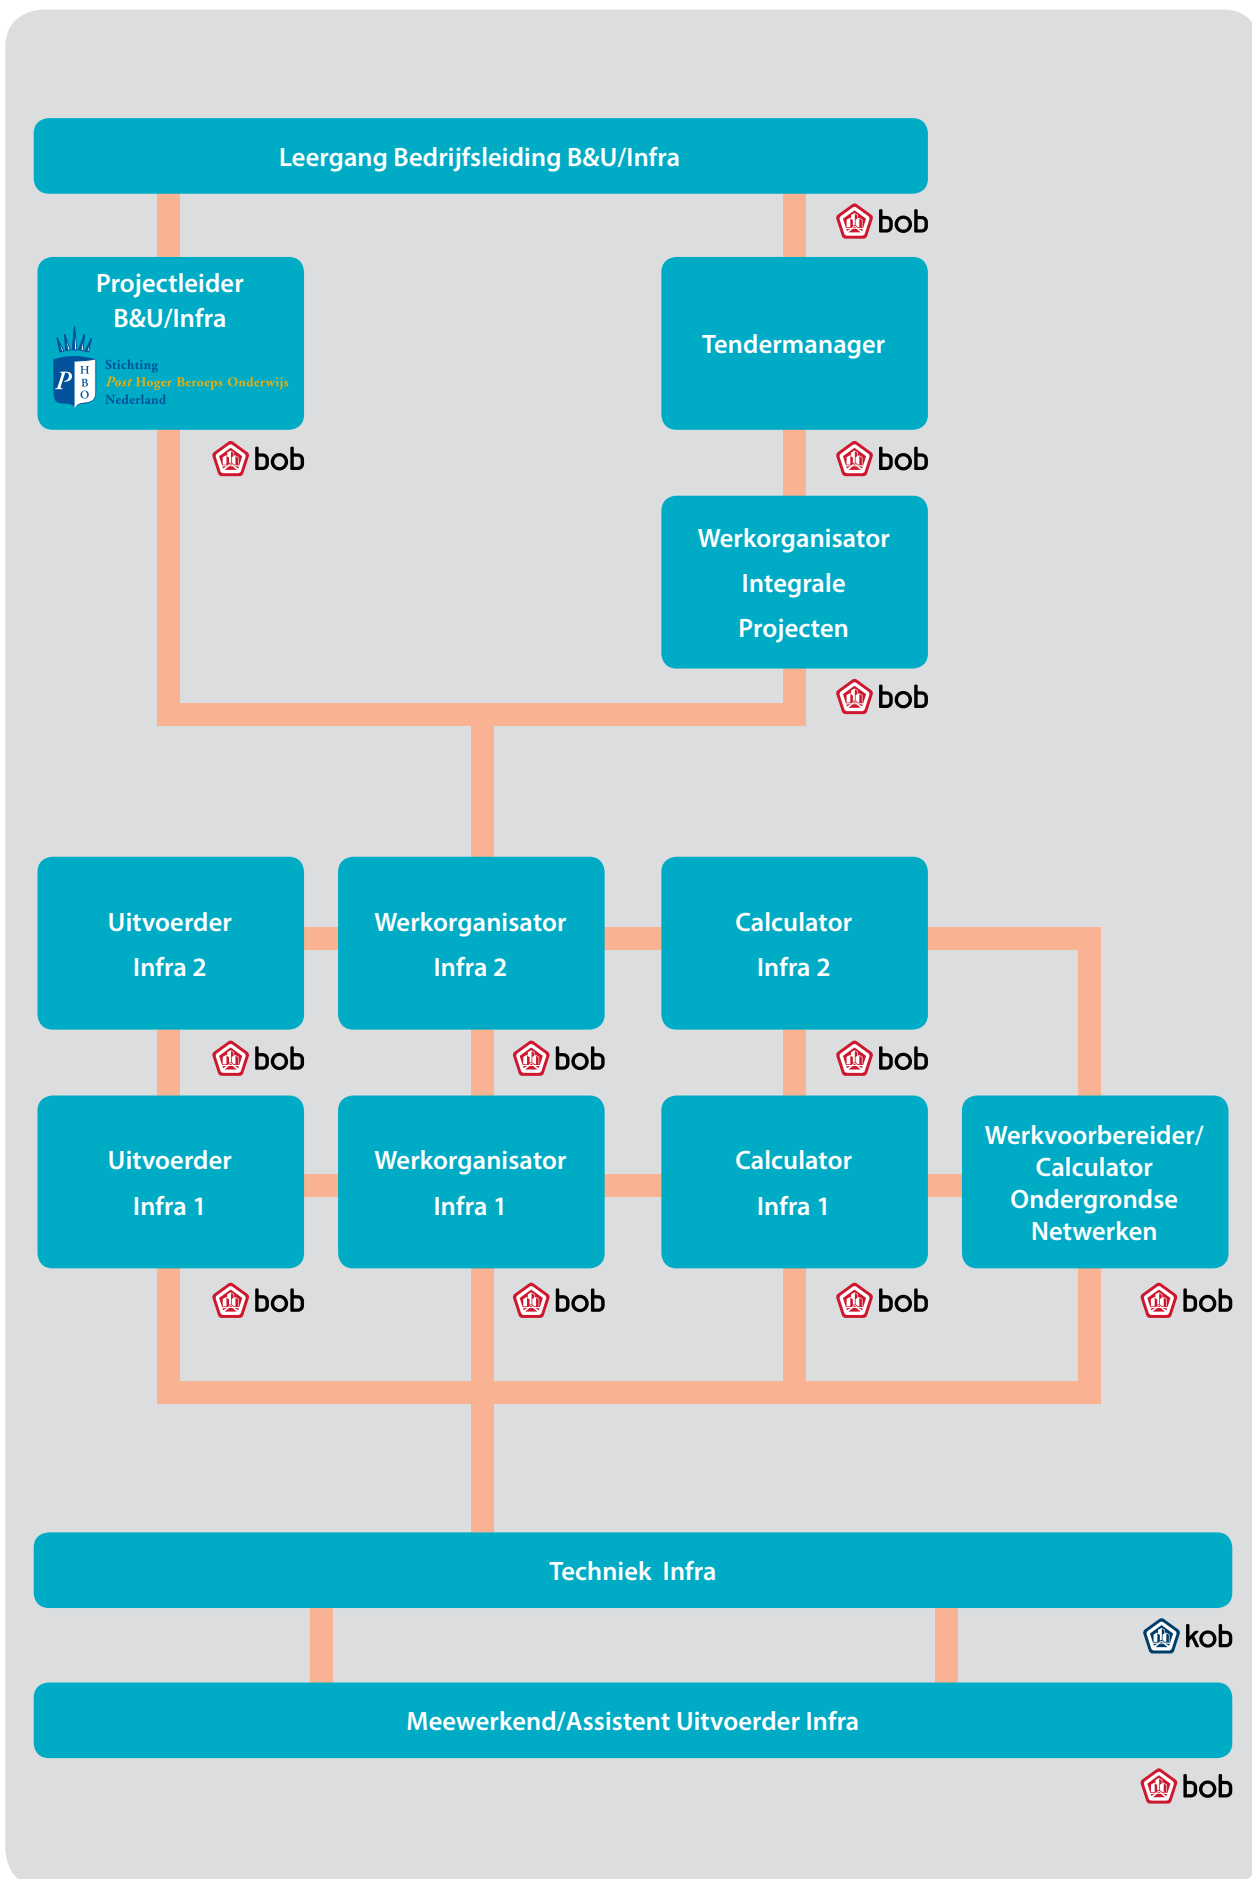 Leergang Bedrijfsleiding B&U/Infra
bob
Projectleider
B&U/Infra
P
H
B
O
Stichting
Post Hoger Beroeps Onderwijs
Nederland
bob
Tendermanager
bob
Werkorganisator
Integrale
Projecten
bob
Uitvoerder
Infra 2
bob
Werkorganisator
Infra 2
bob
Calculator
Infra 2
bob
Uitvoerder
Infra 1
bob
Werkorganisator
Infra 1
bob
Calculator
Infra 1
bob
Werkvoorbereider/
Calculator
Ondergrondse
Netwerken
bob
Techniek Infra
kob
Meewerkend/Assistent Uitvoerder Infra
bob